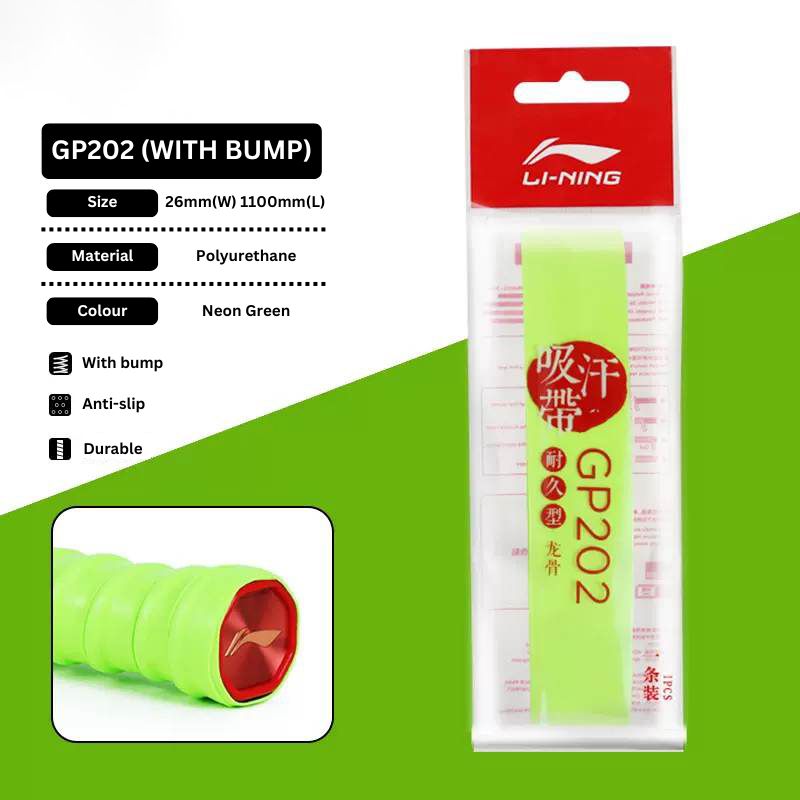 GP202 (WITH BUMP)
Size 26mm(W) 1100mm(L)
Material Polyurethane
Colour Neon Green
With bump
Anti-slip
Durable
LI-NING
吸汗带
耐久型
龙骨
GP202
一条装
1PCS